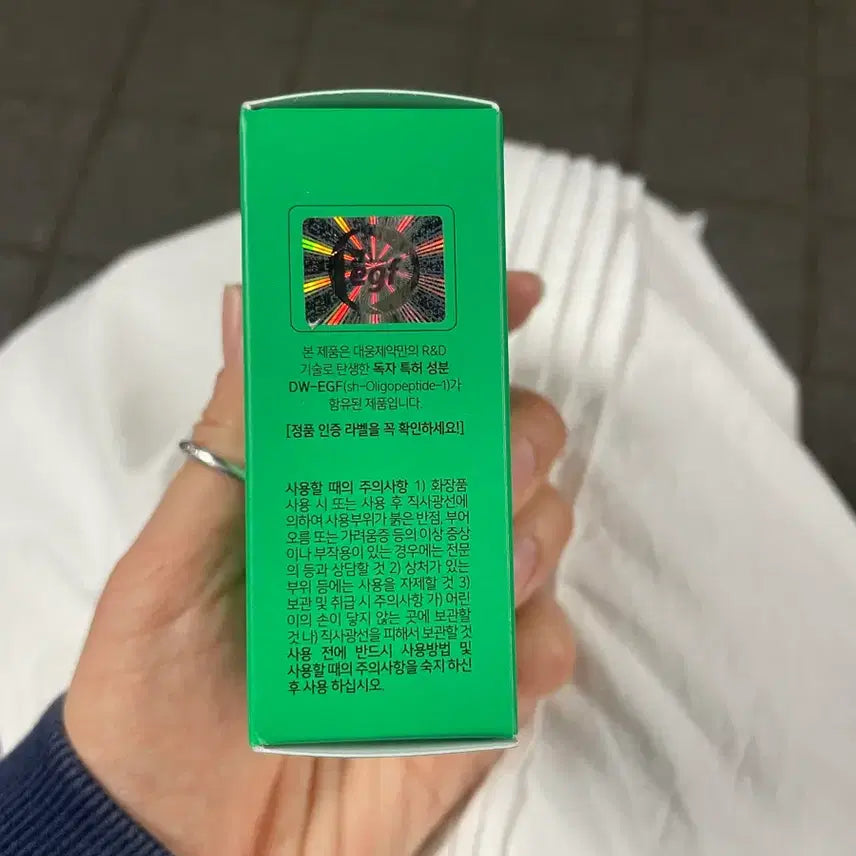 egf
본 제품은 대웅제약만의 R&D
기술로 탄생한 독자 특허 성분
DW-EGF(sh-Oligopeptide-1)가
함유된 제품입니다.
[정품 인증 라벨을 꼭 확인하세요!]
사용할 때의 주의사항 1) 화장품
사용 시 또는 사용 후 직사광선에
의하여 사용부위가 붉은 반점, 부어
오름 또는 가려움증 등의 이상 증상
이나 부작용이 있는 경우에는 전문
의 등과 상담할 것 2) 상처가 있는
부위 등에는 사용을 자제할 것 3)
보관 및 취급 시 주의사항 가) 어린
이의 손이 닿지 않는 곳에 보관할
것 나) 직사광선을 피해서 보관할 것
사용 전에 반드시 사용방법 및
사용할 때의 주의사항을 숙지 하신
후 사용 하십시오.